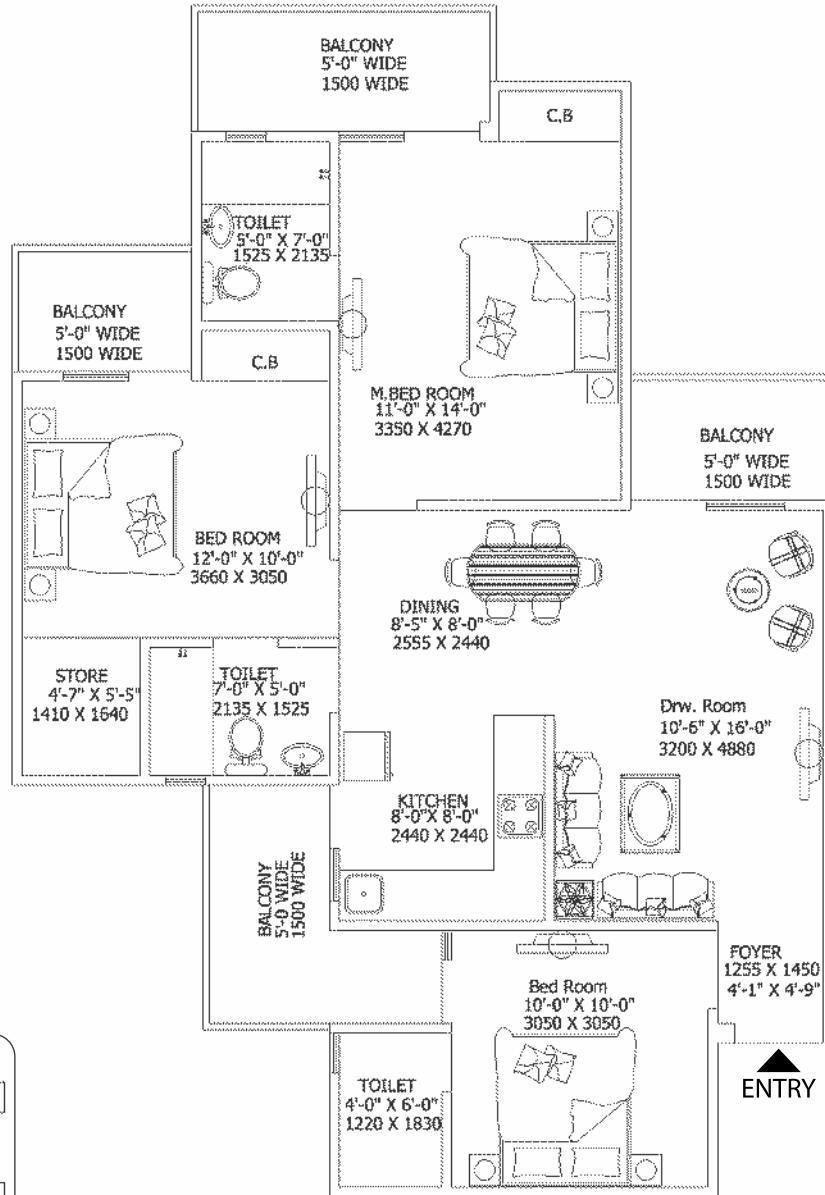 BALCONY
5'-0" WIDE
1500 WIDE
C.B
TOILET
5'-0" X 7'-0"
1525 X 2135
BALCONY
5'-0" WIDE
1500 WIDE
C.B
M.BED ROOM
11'-0" X 14'-0"
3350 X 4270
BALCONY
5'-0" WIDE
1500 WIDE
BED ROOM
12'-0" X 10'-0"
3660 X 3050
DINING
8'-5" X 8'-0"
2555 X 2440
STORE
4'-7" X 5'-5"
1410 X 1640
TOILET
7'-0" X 5'-0"
2135 X 1525
Drw. Room
10'-6" X 16'-0"
3200 X 4880
KITCHEN
8'-0"X 8'-0"
2440 X 2440
BALCONY
5'-0 WIDE
1500 WIDE
FOYER
1255 X 1450
4'-1" X 4'-9"
Bed Room
10'-0" X 10'-0"
3050 X 3050
TOILET
4'-0" X 6'-0"
1220 X 1830
ENTRY